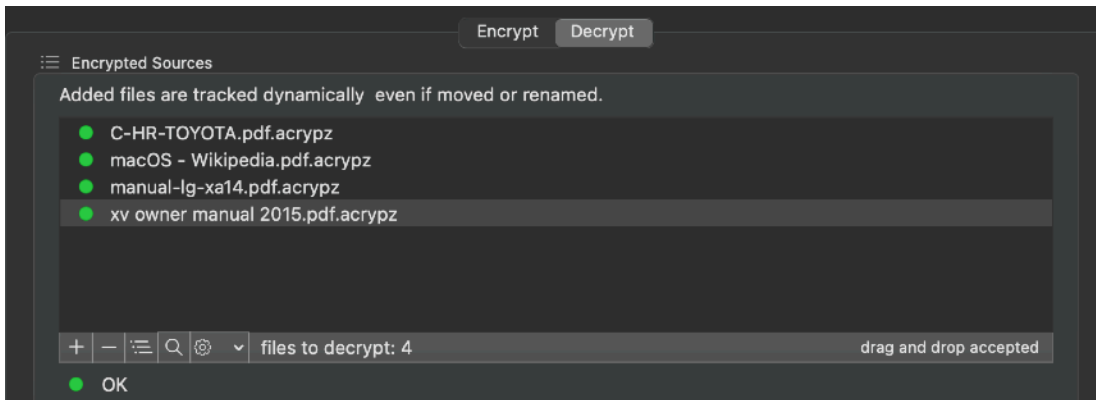 Encrypt Decrypt
Encrypted Sources
Added files are tracked dynamically  even if moved or renamed.
C-HR-TOYOTA.pdf.acrypz
macOS - Wikipedia.pdf.acrypz
manual-lg-xa14.pdf.acrypz
xv owner manual 2015.pdf.acrypz
files to decrypt: 4 drag and drop accepted
OK